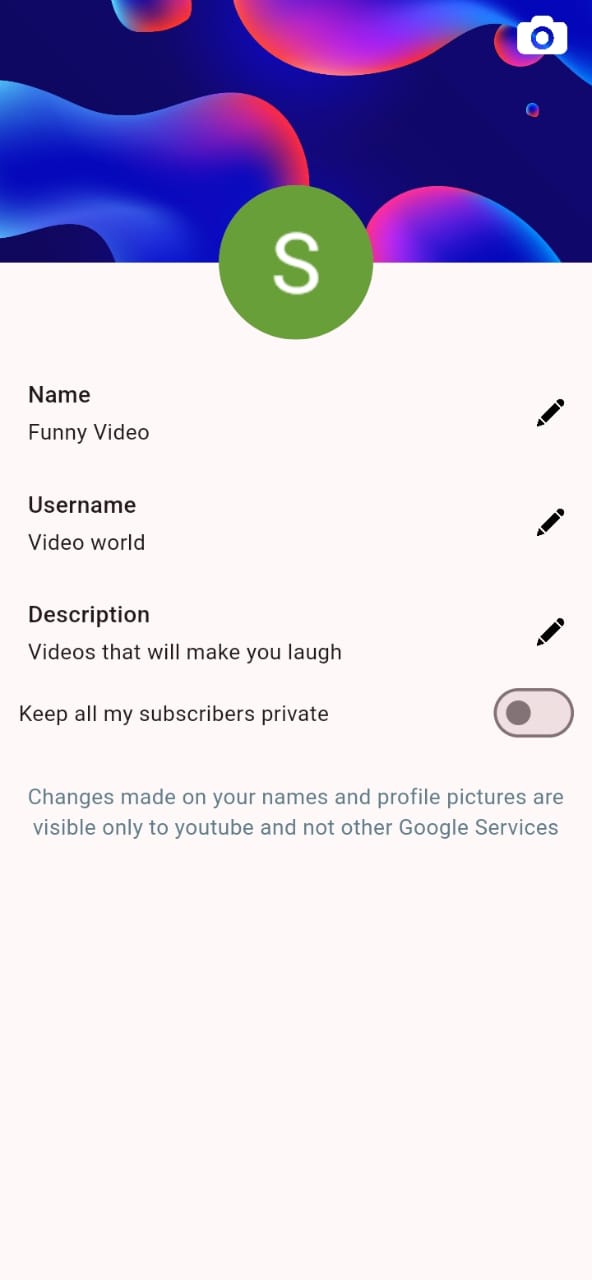 S
Name
Funny Video
Username
Video world
Description
Videos that will make you laugh
Keep all my subscribers private
Changes made on your names and profile pictures are
visible only to youtube and not other Google Services